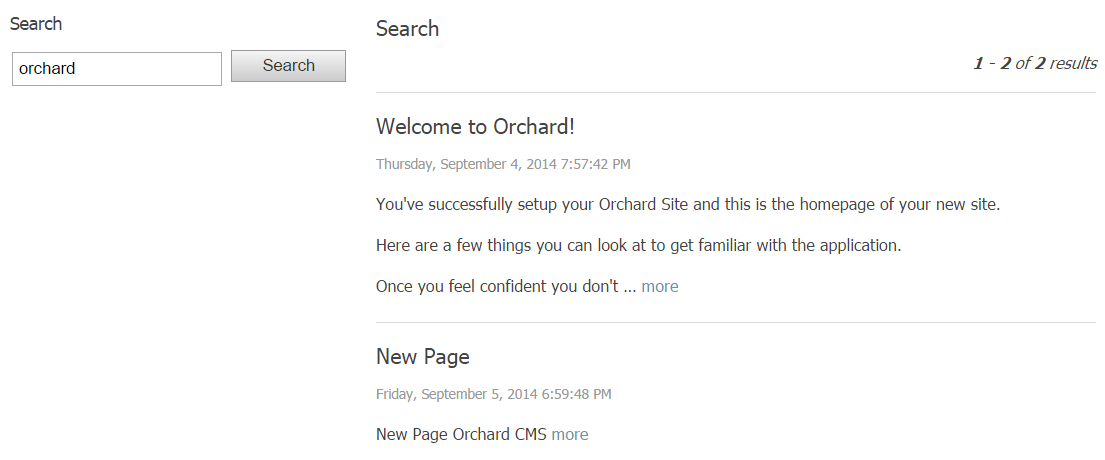 Search
orchard
Search
Search
1 - 2 of 2 results
Welcome to Orchard!
Thursday, September 4, 2014 7:57:42 PM
You've successfully setup your Orchard Site and this is the homepage of your new site.
Here are a few things you can look at to get familiar with the application.
Once you feel confident you don't ... more
New Page
Friday, September 5, 2014 6:59:48 PM
New Page Orchard CMS more